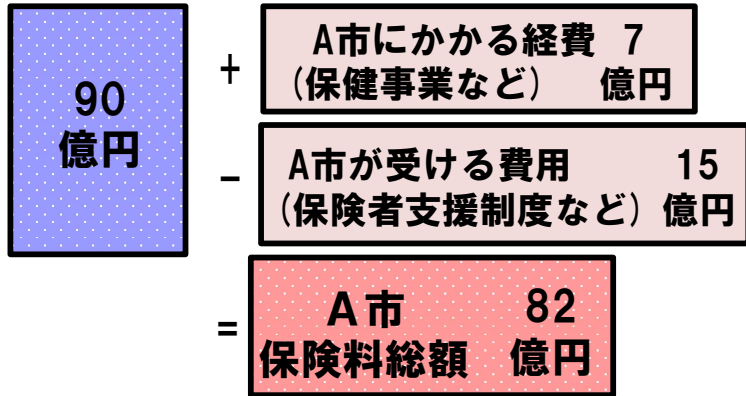 90
億円
+
A市にかかる経費 7
(保健事業など) 億円
-
A市が受ける費用 15
(保険者支援制度など) 億円
=
A市 82
保険料総額 億円